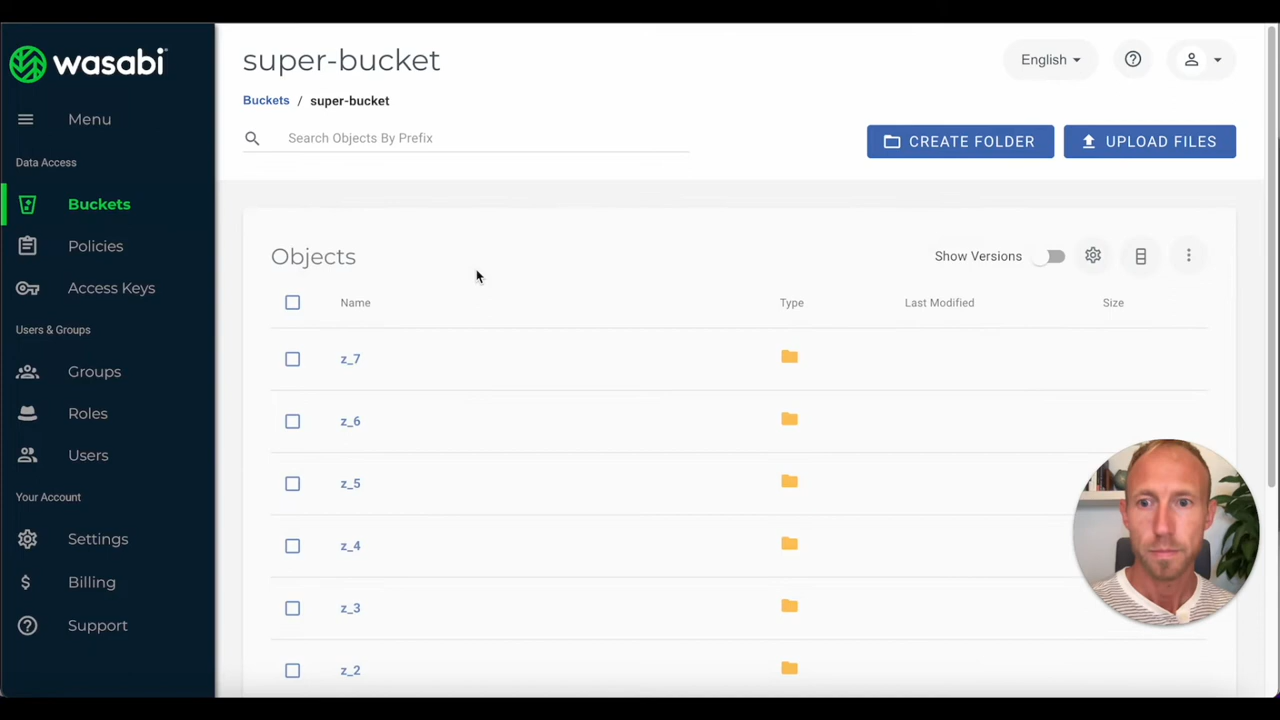 wasabi
Menu
Data Access
Buckets
Policies
Access Keys
Users & Groups
Groups
Roles
Users
Your Account
Settings
$ Billing
Support
super-bucket
English
Buckets / super-bucket
Search Objects By Prefix
CREATE FOLDER
UPLOAD FILES
Objects
Show Versions
Name Type Last Modified Size
z_7
z_6
z_5
z_4
z_3
z_2